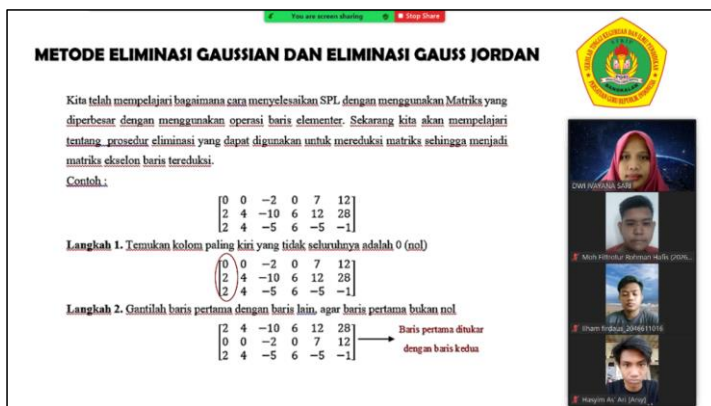 You are screen sharing Stop Share
METODE ELIMINASI GAUSSIAN DAN ELIMINASI GAUSS JORDAN
Kita telah mempelajari bagaimana cara menyelesaikan SPL dengan menggunakan Matriks yang
diperbesar dengan menggunakan operasi baris elementer. Sekarang kita akan mempelajari
tentang prosedur eliminasi yang dapat digunakan untuk mereduksi matriks sehingga menjadi
matriks ekselon baris tereduksi.
Contoh :
0 0 −2 0 7 12
2 4 −10 6 12 28
2 4 −5 6 −5 −1
Langkah 1. Temukan kolom paling kiri yang tidak seluruhnya adalah 0 (nol)
0 0 −2 0 7 12
2 4 −10 6 12 28
2 4 −5 6 −5 −1
Langkah 2. Gantilah baris pertama dengan baris lain, agar baris pertama bukan nol
2 4 −10 6 12 28
0 0 −2 0 7 12
2 4 −5 6 −5 −1
Baris pertama ditukar
dengan baris kedua
STKIP
BANGKALAN
DWI IVAYANA SARI
Moh Fitrotur Rohman Hafis (2026...
Ilham firdaus_2046611016
Hasyim As' Ari [Arsy]